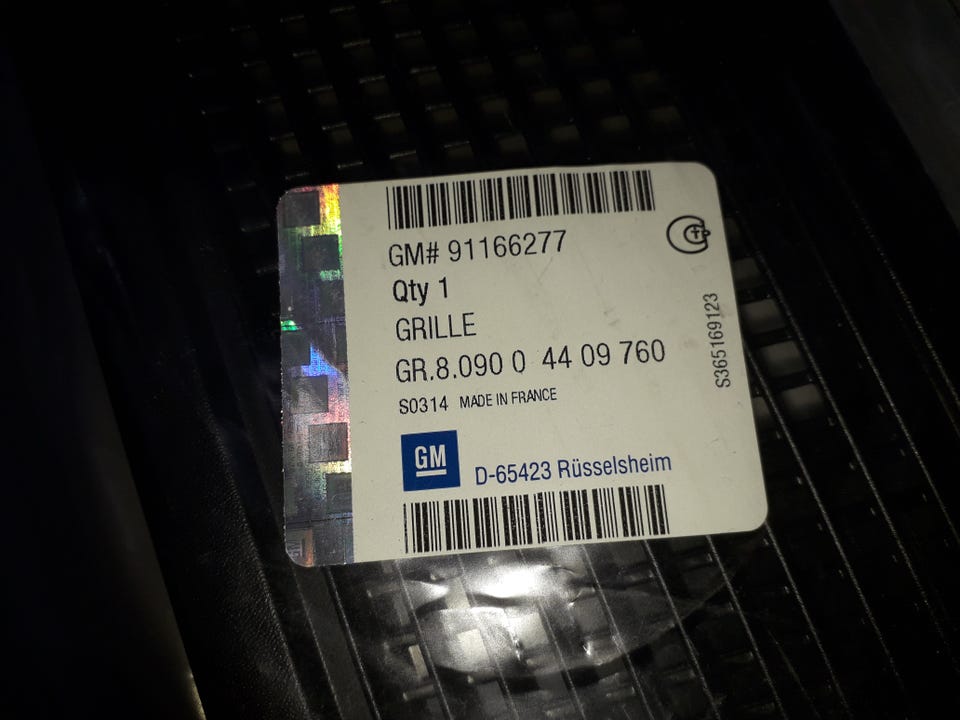 GM# 91166277
Qty 1
GRILLE
GR.8.090 0 44 09 760
S0314 MADE IN FRANCE
GM
D-65423 Rüsselsheim
S365169123